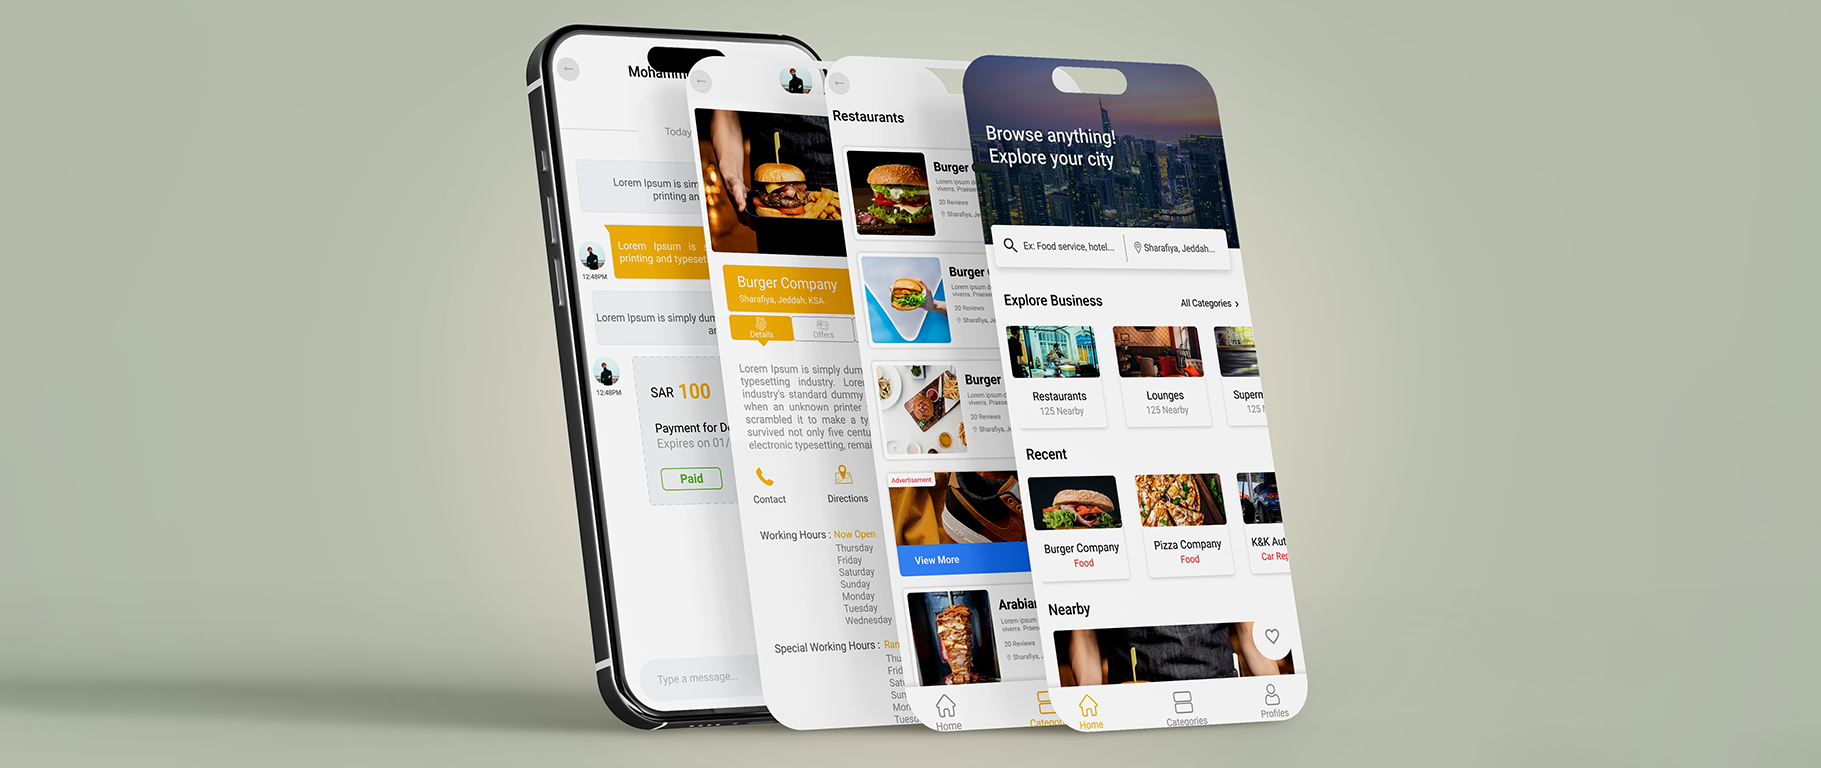 Mohamm
Today
Lorem Ipsum is sim
printing an
Lorem Ipsum is s
printing and typeset
12:48PM
Lorem Ipsum is simply dum
ar
12:48PM
SAR 100
Payment for De
Expires on 01/
Paid
Type a message...
Burger Company
Sharafiya, Jeddah, KSA.
Details
Offers
Lorem Ipsum is simply dum
typesetting industry. Lorem
industry's standard dummy
when an unknown printer
scrambled it to make a ty
survived not only five centu
electronic typesetting, remai
Contact
Directions
Working Hours : Now Open
Thursday
Friday
Saturday
Sunday
Monday
Tuesday
Wednesday
Special Working Hours : Ran
Thu
Frid
Satu
Sun
Mon
Tuesd
Restaurants
Burger
Lorem ipsum d
viverra. Praesen
20 Reviews
Sharafiya, Je
Burger
Lorem ipsum d
viverra. Praese
20 Reviews
Sharafiya, Je
Burger
Lorem ipsum d
viverra. Praes
20 Reviews
Sharafiya, J
Advertisement
View More
Arabian
Lorem ipsum
viverra. Praes
20 Reviews
Sharafiya, J
Home
Categor
Browse anything!
Explore your city
Ex: Food service, hotel...
Sharafiya, Jeddah...
Explore Business
All Categories >
Restaurants
125 Nearby
Lounges
125 Nearby
Supern
125 N
Recent
Burger Company
Food
Pizza Company
Food
K&K Aut
Car Rep
Nearby
Home
Categories
Profiles